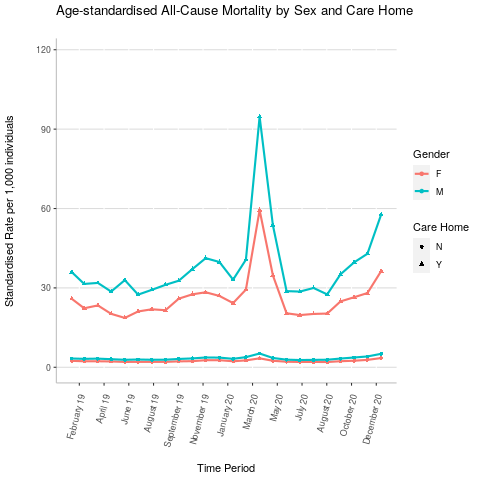 Age-standardised All-Cause Mortality by Sex and Care Home
Standardised Rate per 1,000 individuals
120
90
60
30
0
February 19
April 19
June 19
August 19
September 19
November 19
January 20
March 20
May 20
July 20
August 20
October 20
December 20
Time Period
Gender
F
M
Care Home
N
Y